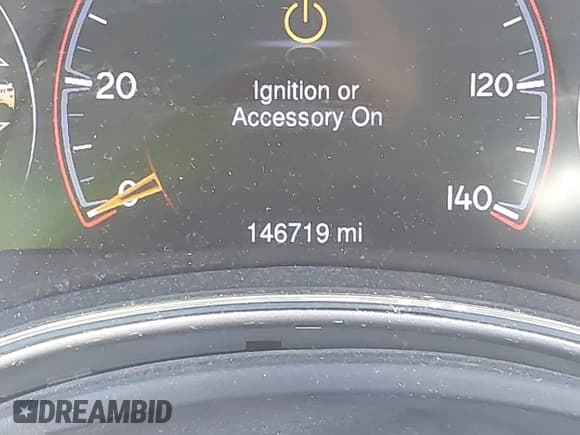 20
120
Ignition or
Accessory On
0
140
146719 mi
DREAMBID